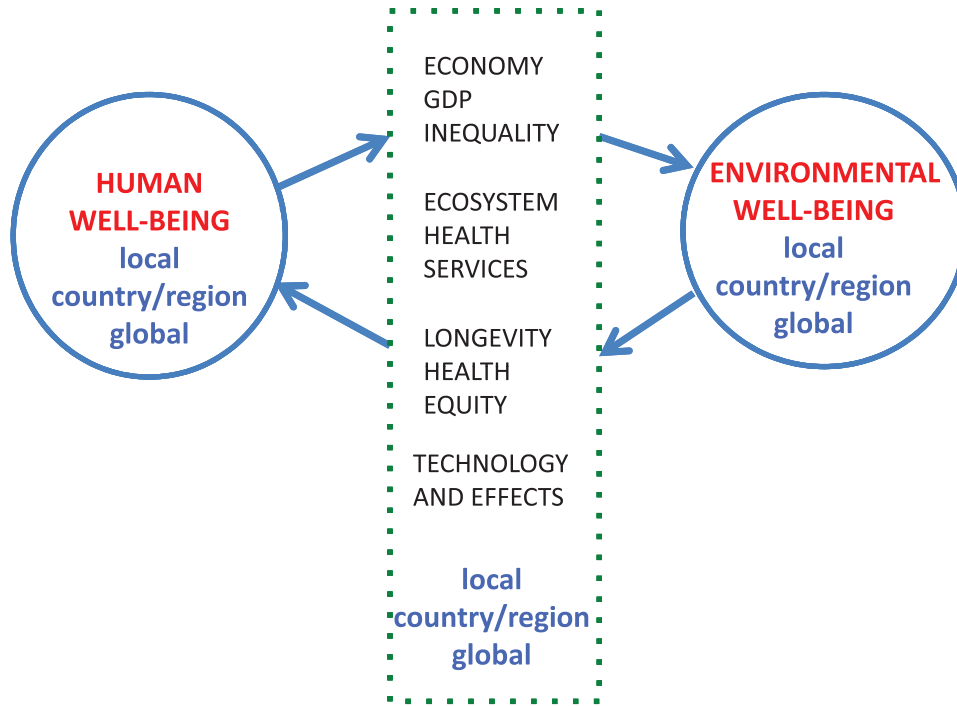 HUMAN
WELL-BEING
local
country/region
global
ECONOMY
GDP
INEQUALITY
ECOSYSTEM
HEALTH
SERVICES
LONGEVITY
HEALTH
EQUITY
TECHNOLOGY
AND EFFECTS
local
country/region
global
ENVIRONMENTAL
WELL-BEING
local
country/region
global